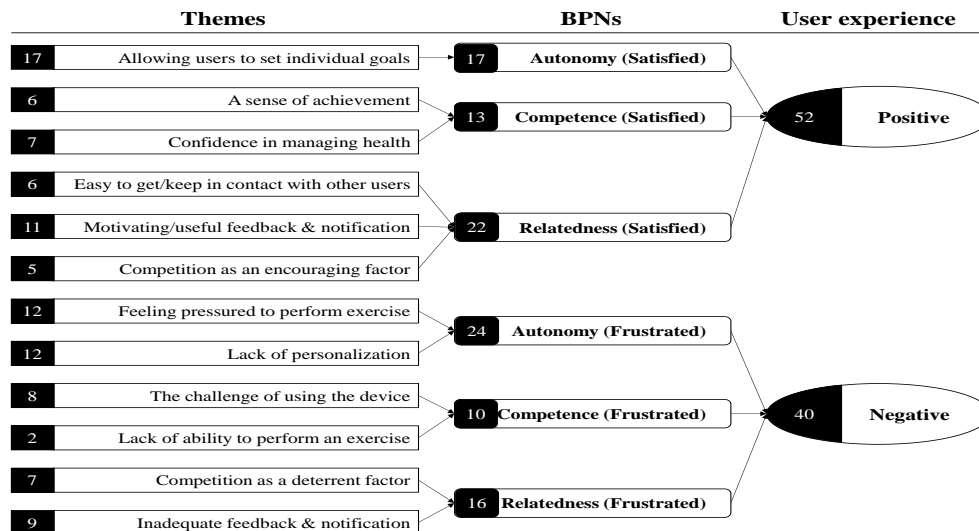 Themes BPNs User experience
17 Allowing users to set individual goals
17 Autonomy (Satisfied)
6 A sense of achievement
13 Competence (Satisfied)
52 Positive
7 Confidence in managing health
6 Easy to get/keep in contact with other users
11 Motivating/useful feedback & notification
22 Relatedness (Satisfied)
5 Competition as an encouraging factor
12 Feeling pressured to perform exercise
24 Autonomy (Frustrated)
12 Lack of personalization
8 The challenge of using the device
10 Competence (Frustrated)
40 Negative
2 Lack of ability to perform an exercise
7 Competition as a deterrent factor
16 Relatedness (Frustrated)
9 Inadequate feedback & notification